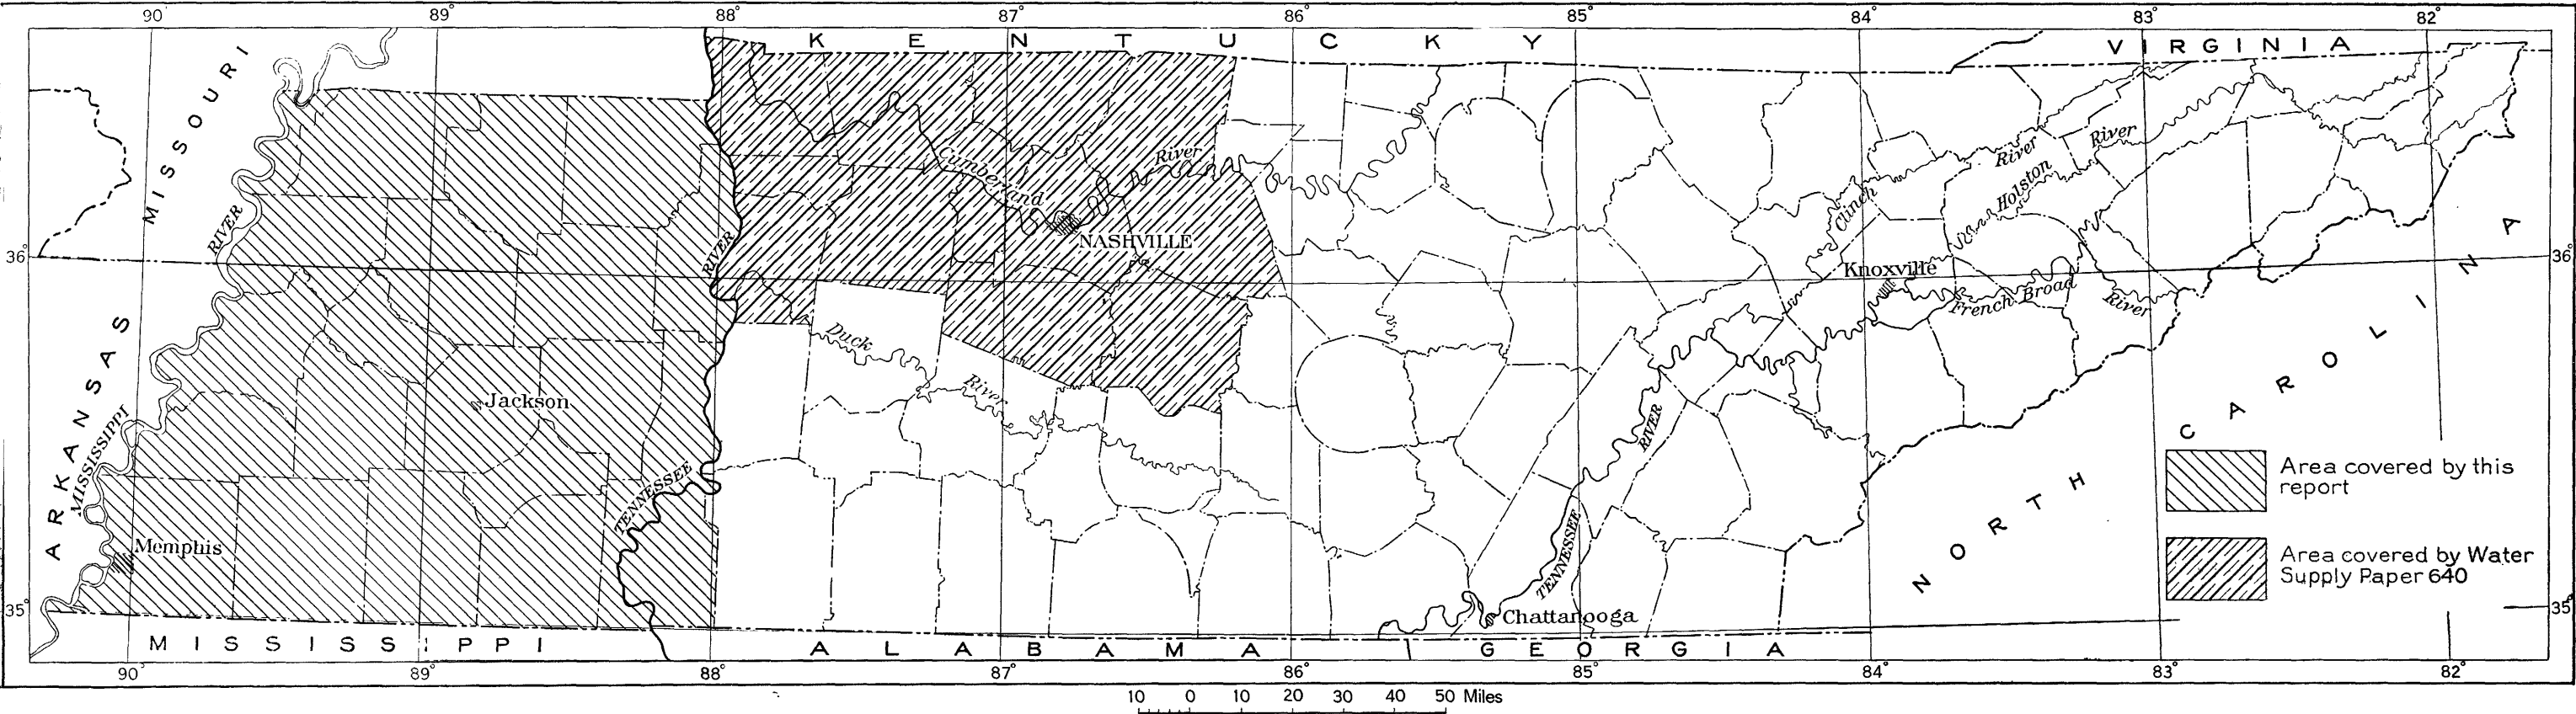 90° 89° 88° 87° 86° 85° 84° 83° 82°
KENTUCKY
VIRGINIA
MISSOURI
RIVER
Cumberland
River
NASHVILLE
RIVER
Clinch
River
Holston
River
36°
36°
Knoxville
French Broad
River
Duck
River
ARKANSAS
MISSISSIPPI
Jackson
TENNESSEE
RIVER
TENNESSEE
NORTH CAROLINA
Memphis
Chattanooga
Area covered by this
report
Area covered by Water
Supply Paper 640
35°
35°
MISSISSIPPI
ALABAMA
GEORGIA
90° 89° 88° 87° 86° 85° 84° 83° 82°
10 0 10 20 30 40 50 Miles